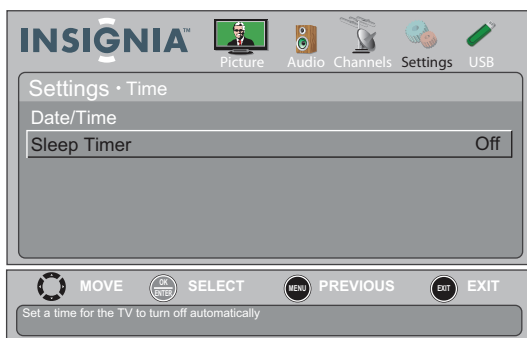 INSIGNIA™ Picture Audio Channels Settings USB
Settings · Time
Date/Time
Sleep Timer Off
MOVE OK ENTER SELECT MENU PREVIOUS EXIT EXIT
Set a time for the TV to turn off automatically